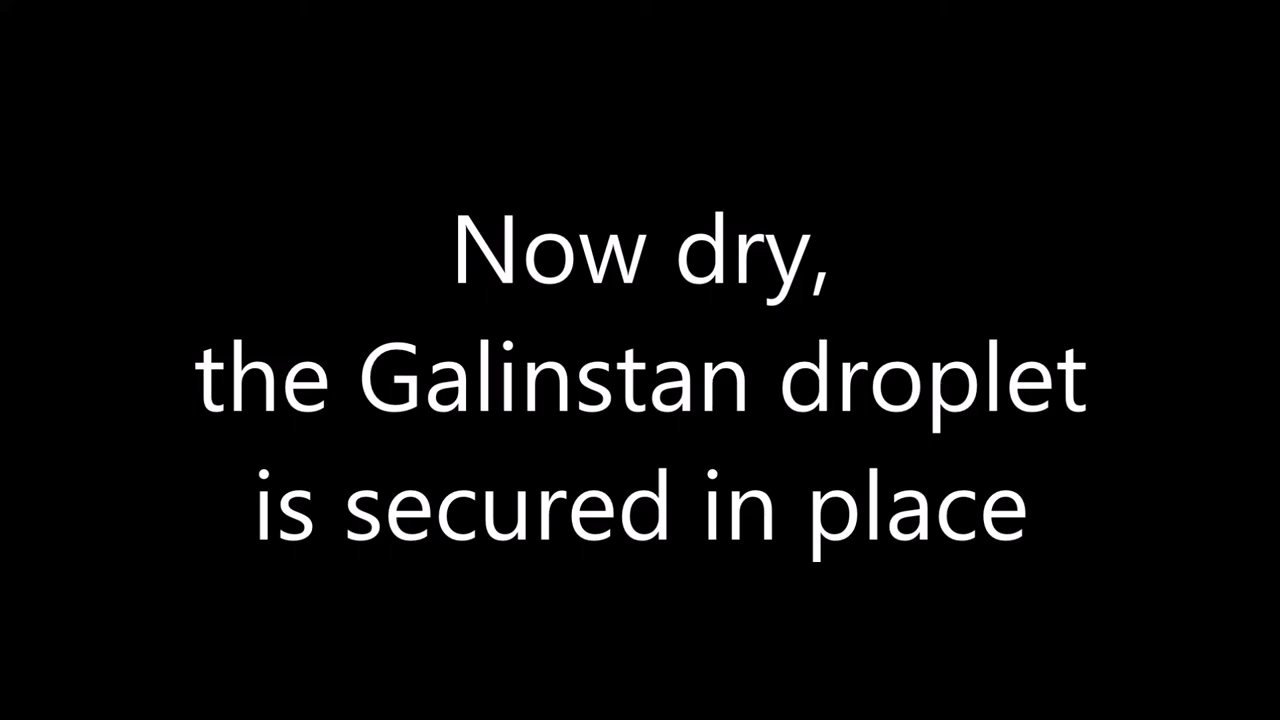 Now dry,
the Galinstan droplet
is secured in place